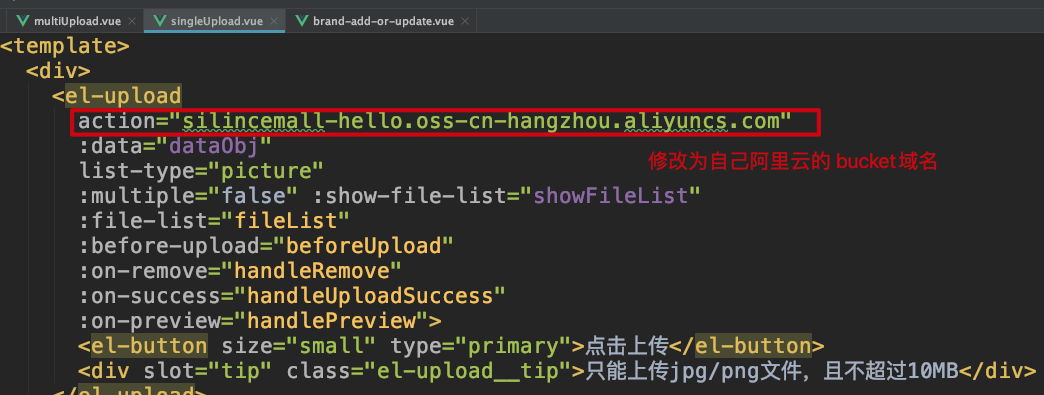 multiUpload.vue singleUpload.vue brand-add-or-update.vue
<template>
<div>
<el-upload
action="silincemall-hello.oss-cn-hangzhou.aliyuncs.com"
:data="dataObj"
修改为自己阿里云的 bucket域名
list-type="picture"
:multiple="false" :show-file-list="showFileList"
:file-list="fileList"
:before-upload="beforeUpload"
:on-remove="handleRemove"
:on-success="handleUploadSuccess"
:on-preview="handlePreview">
<el-button size="small" type="primary">点击上传</el-button>
<div slot="tip" class="el-upload__tip">只能上传jpg/png文件，且不超过10MB</div>
</el-upload>